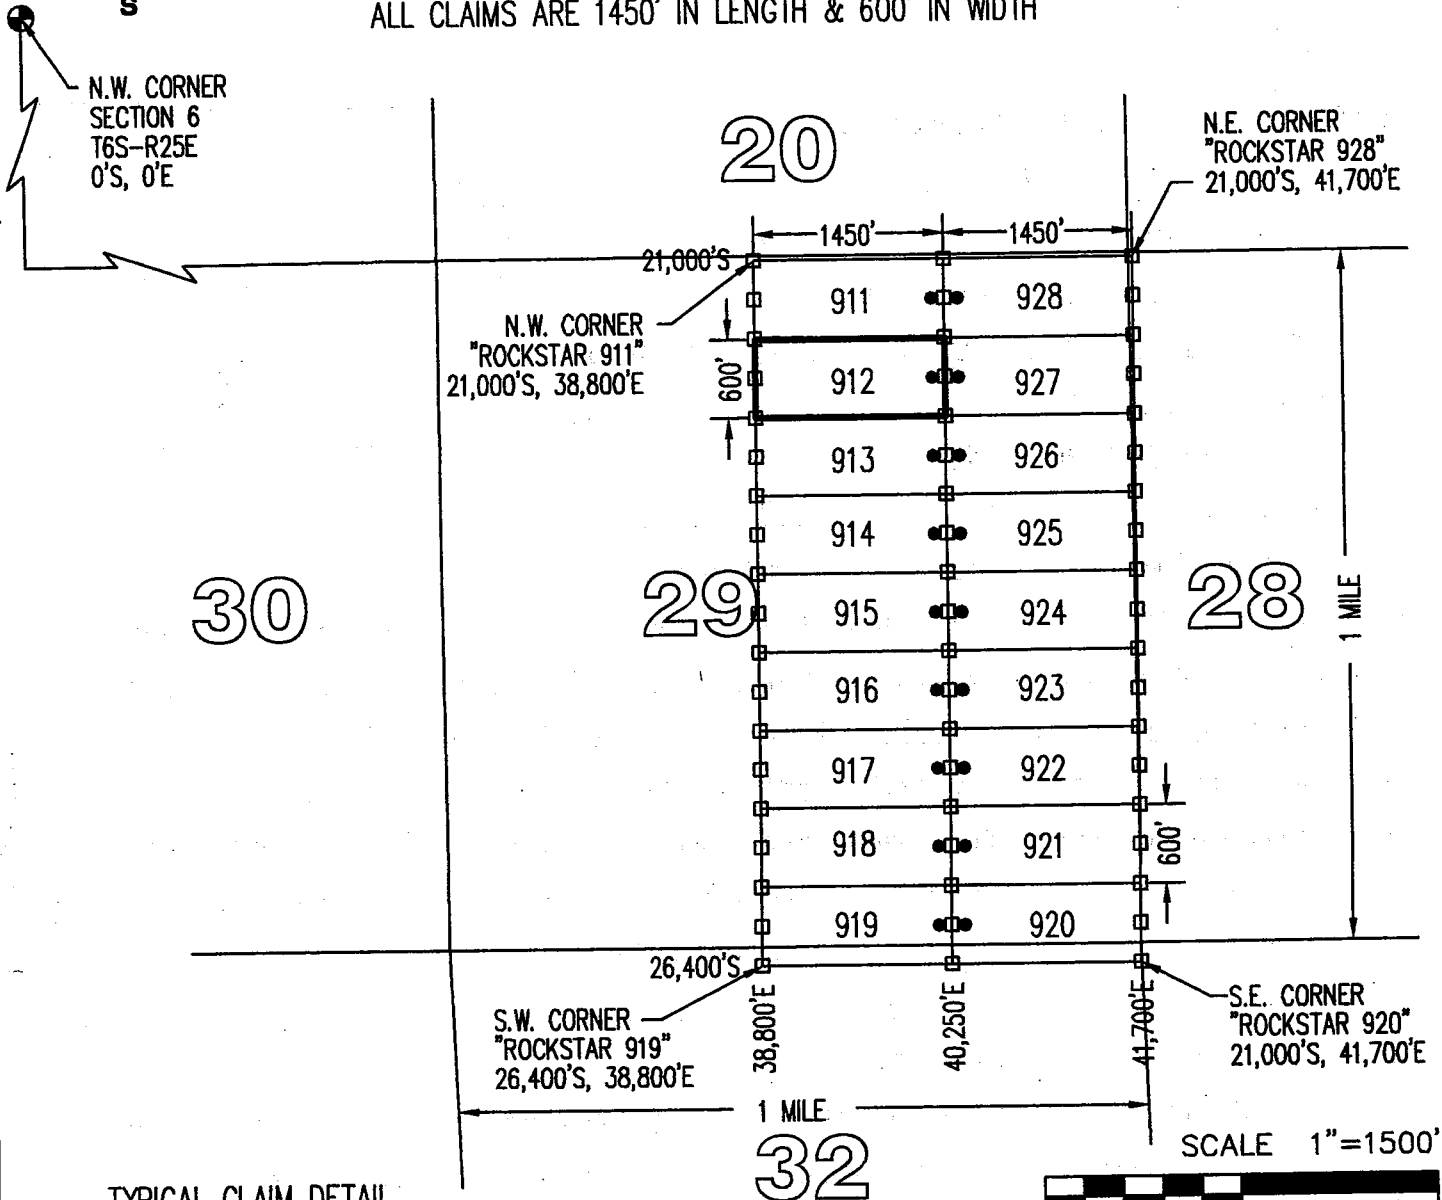 S
ALL CLAIMS ARE 1450' IN LENGTH & 600' IN WIDTH
N.W. CORNER
SECTION 6
T6S-R25E
0'S, 0'E
20
N.E. CORNER
"ROCKSTAR 928"
21,000'S, 41,700'E
1450' 1450'
21,000'S
911 928
N.W. CORNER
"ROCKSTAR 911"
21,000'S, 38,800'E
600'
912 927
913 926
914 925
30 29 28
1 MILE
915 924
916 923
917 922
918 921
600'
919 920
26,400'S
38,800'E 40,250'E 41,700'E
S.W. CORNER
"ROCKSTAR 919"
26,400'S, 38,800'E
S.E. CORNER
"ROCKSTAR 920"
21,000'S, 41,700'E
1 MILE
32
SCALE 1"=1500'
TYPICAL CLAIM DETAIL